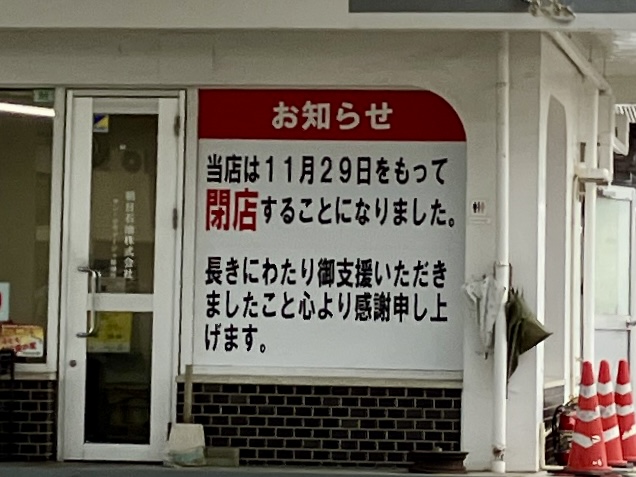 お知らせ
当店は１１月２９日をもって
閉店することになりました。
長きにわたり御支援いただき
ましたこと心より感謝申し上
げます。